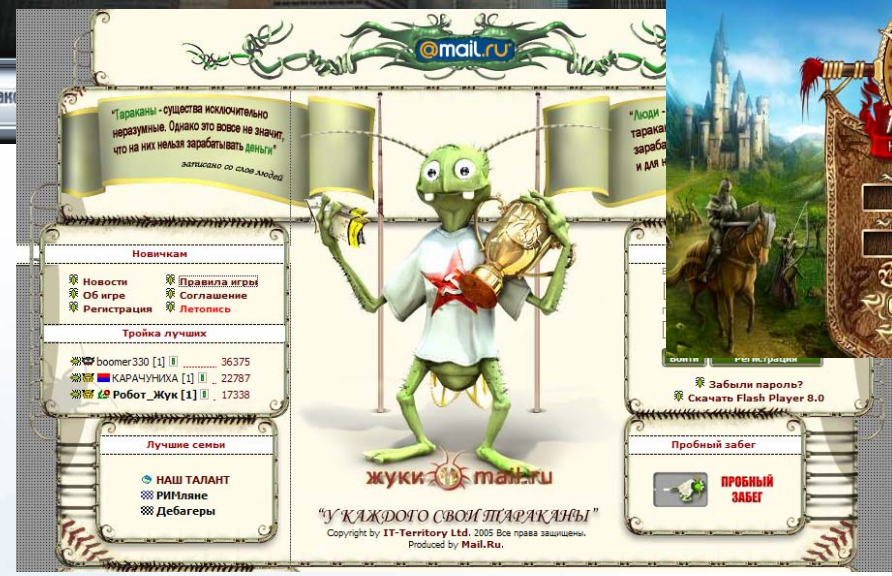 @mail.ru
"Тараканы - существа исключительно
неразумные. Однако это вовсе не значит,
что на них нельзя зарабатывать деньги"
записано со слов людей
"Люди -
и для
Новичкам
Новости
Правила игры
Об игре
Соглашение
Регистрация
Летопись
Тройка лучших
boomer330 [1] 36375
КАРАЧУНИХА [1] 22787
Робот_Жук [1] 17338
Лучшие семьи
НАШ ТАЛАНТ
РИМляне
Дебагеры
жуки mail.ru
"У КАЖДОГО СВОИ ТАРАКАНЫ"
Copyright by IT-Territory Ltd. 2005 Все права защищены.
Produced by Mail.Ru.
Войти
Регистрация
Забыли пароль?
Скачать Flash Player 8.0
Пробный забег
ПРОБНЫЙ
ЗАБЕГ